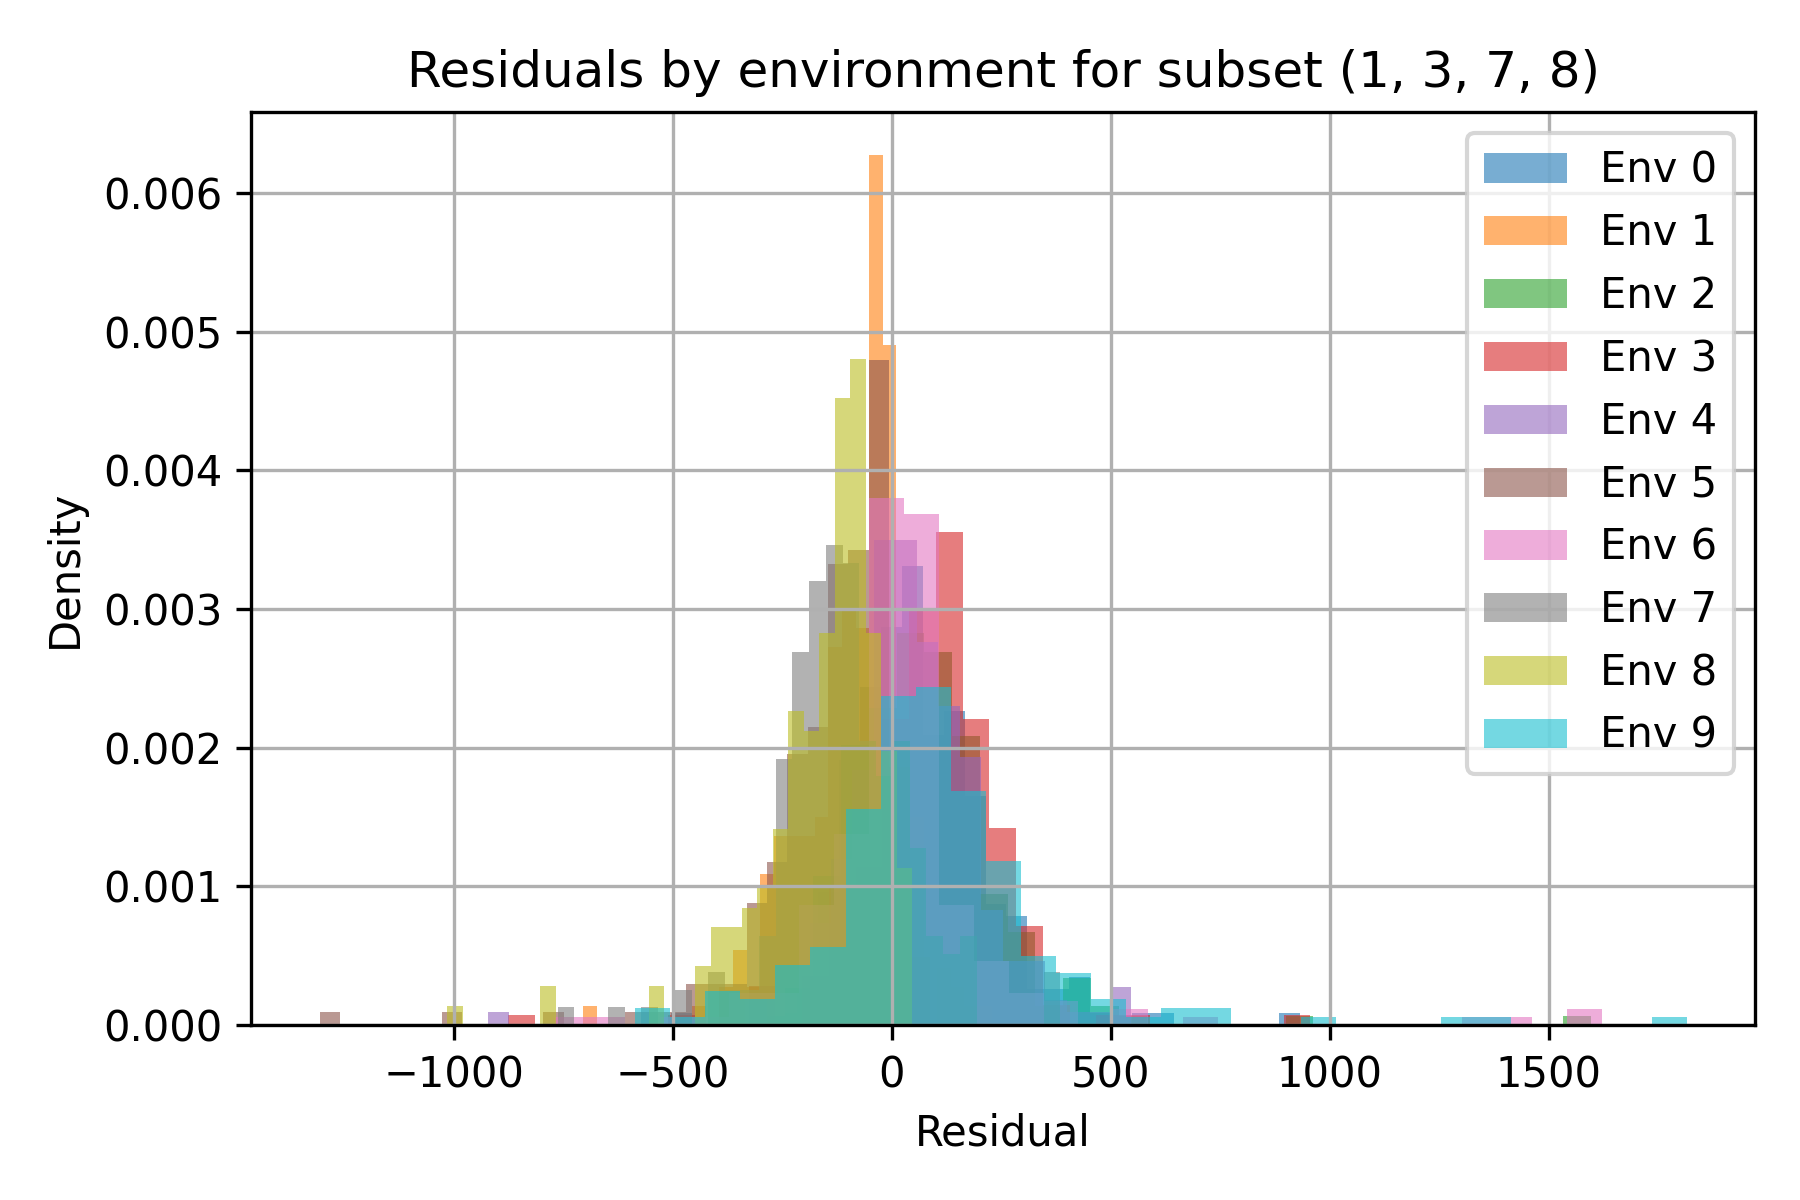 Residuals by environment for subset (1, 3, 7, 8)
Density
0.006
0.005
0.004
0.003
0.002
0.001
0.000
−1000
−500
0
500
1000
1500
Residual
Env 0
Env 1
Env 2
Env 3
Env 4
Env 5
Env 6
Env 7
Env 8
Env 9